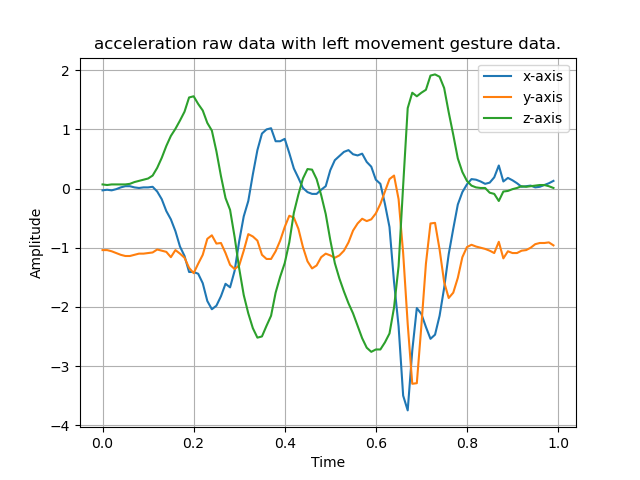 acceleration raw data with left movement gesture data.
x-axis
y-axis
z-axis
2
1
0
−1
−2
−3
−4
Amplitude
0.0 0.2 0.4 0.6 0.8 1.0
Time